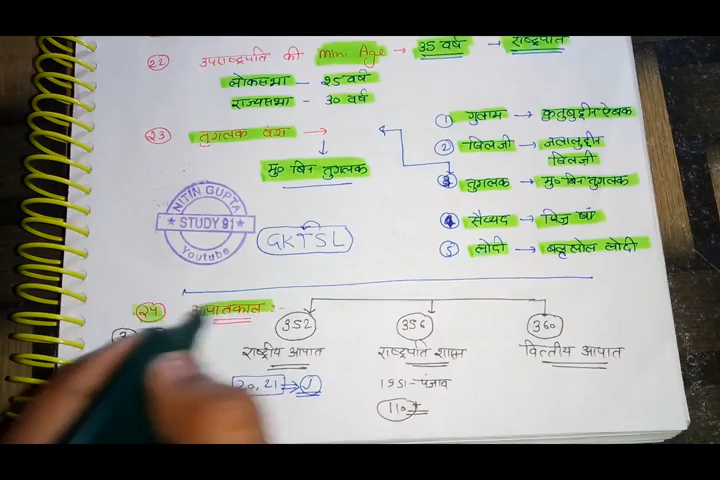 22 उपराष्ट्रपति की min. Age → 35 वर्ष → राष्ट्रपति
लोकसभा - 25 वर्ष
राज्यसभा - 30 वर्ष
23 तुगलक वंश →
मु० बिन तुगलक
① गुलाम → कुतुबुद्दीन ऐबक
② खिलजी → जलालुद्दीन
खिलजी
③ तुगलक → मु० बिन तुगलक
④ सैय्यद → खिज्र खाँ
⑤ लोदी → बहलोल लोदी
NITIN GUPTA
STUDY 91
Youtube
GKTSL
24 आपातकाल :-
352 356 360
राष्ट्रीय आपात राष्ट्रपति शासन वित्तीय आपात
20, 21 → 1951 - पंजाब
110+